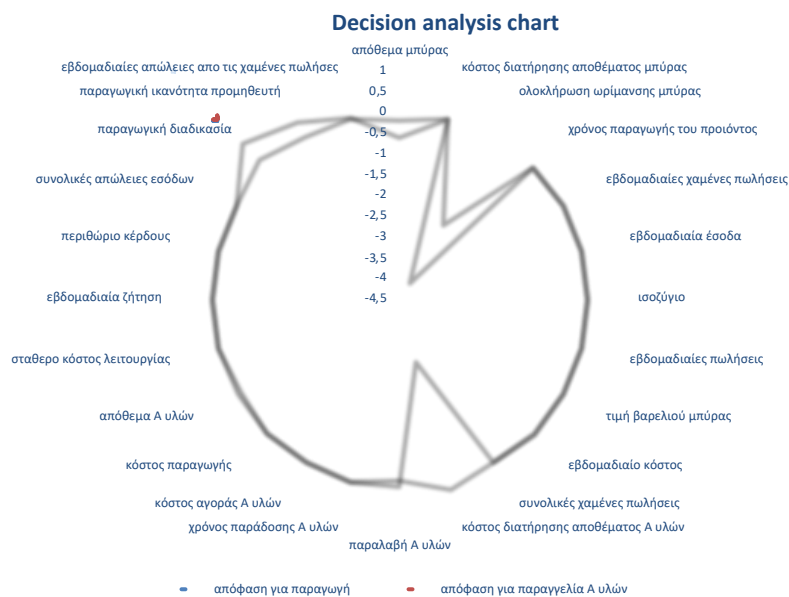 Decision analysis chart
απόθεμα μπύρας
εβδομαδιαίες απώλειες απο τις χαμένες πωλήσες
1
κόστος διατήρησης αποθέματος μπύρας
παραγωγική ικανότητα προμηθευτή
0,5
ολοκλήρωση ωρίμανσης μπύρας
0
παραγωγική διαδικασία
-0,5
χρόνος παραγωγής του προιόντος
-1
συνολικές απώλειες εσόδων
-1,5
εβδομαδιαίες χαμένες πωλήσεις
-2
-2,5
περιθώριο κέρδους
-3
εβδομαδιαία έσοδα
-3,5
-4
εβδομαδιαία ζήτηση
-4,5
ισοζύγιο
σταθερο κόστος λειτουργίας
εβδομαδιαίες πωλήσεις
απόθεμα Α υλών
τιμή βαρελιού μπύρας
κόστος παραγωγής
εβδομαδιαίο κόστος
κόστος αγοράς Α υλών
συνολικές χαμένες πωλήσεις
χρόνος παράδοσης Α υλών
κόστος διατήρησης αποθέματος Α υλών
παραλαβή Α υλών
απόφαση για παραγωγή
απόφαση για παραγγελία Α υλών